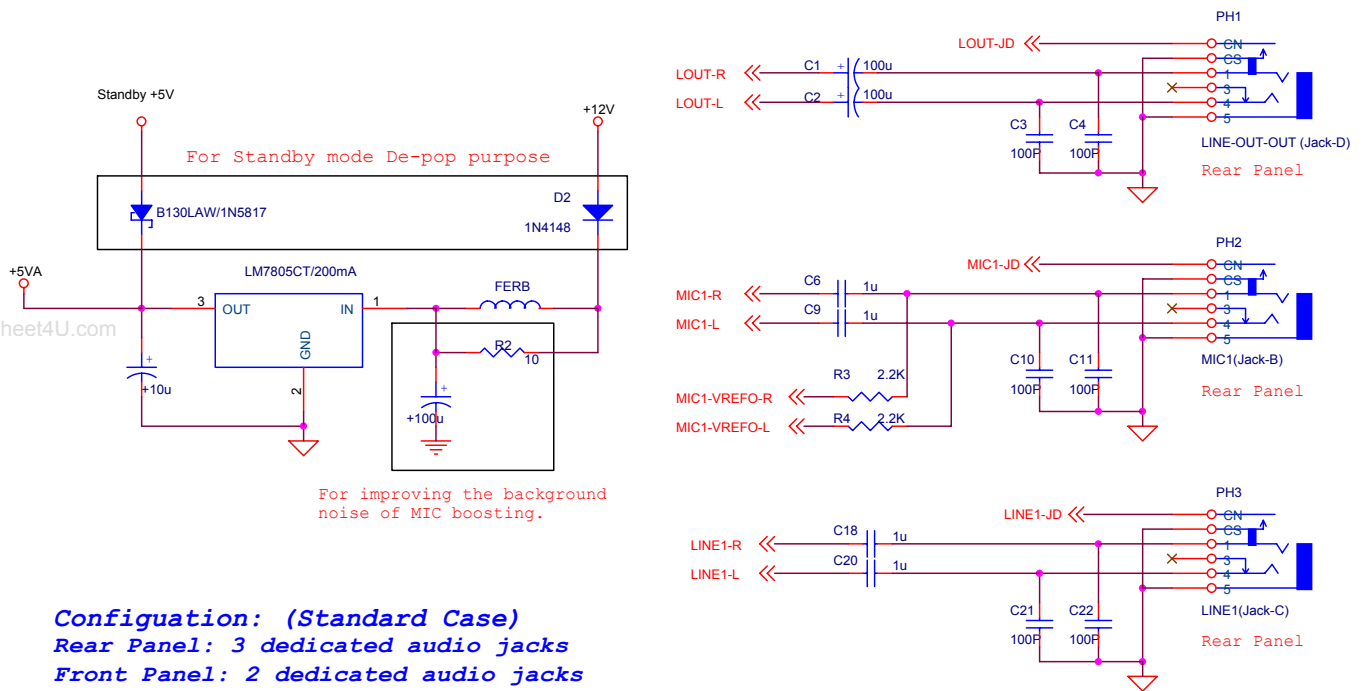 Standby +5V
+12V
For Standby mode De-pop purpose
B130LAW/1N5817
D2
1N4148
+5VA
LM7805CT/200mA
3
OUT
IN
1
GND
2
FERB
R2
10
+
+10u
+
+100u
heet4U.com
For improving the background
noise of MIC boosting.
Configuation: (Standard Case)
Rear Panel: 3 dedicated audio jacks
Front Panel: 2 dedicated audio jacks
PH1
LOUT-JD
CN
CS
LOUT-R
C1
+
100u
1
3
LOUT-L
C2
+
100u
4
5
C3
C4
100P
100P
LINE-OUT-OUT (Jack-D)
Rear Panel
PH2
MIC1-JD
CN
CS
C6
1u
MIC1-R
1
C9
3
MIC1-L
1u
4
5
C10
C11
100P
100P
MIC1(Jack-B)
Rear Panel
R3
2.2K
MIC1-VREFO-R
R4
2.2K
MIC1-VREFO-L
PH3
LINE1-JD
CN
CS
C18
1u
LINE1-R
1
C20
3
1u
LINE1-L
4
5
C21
C22
100P
100P
LINE1(Jack-C)
Rear Panel